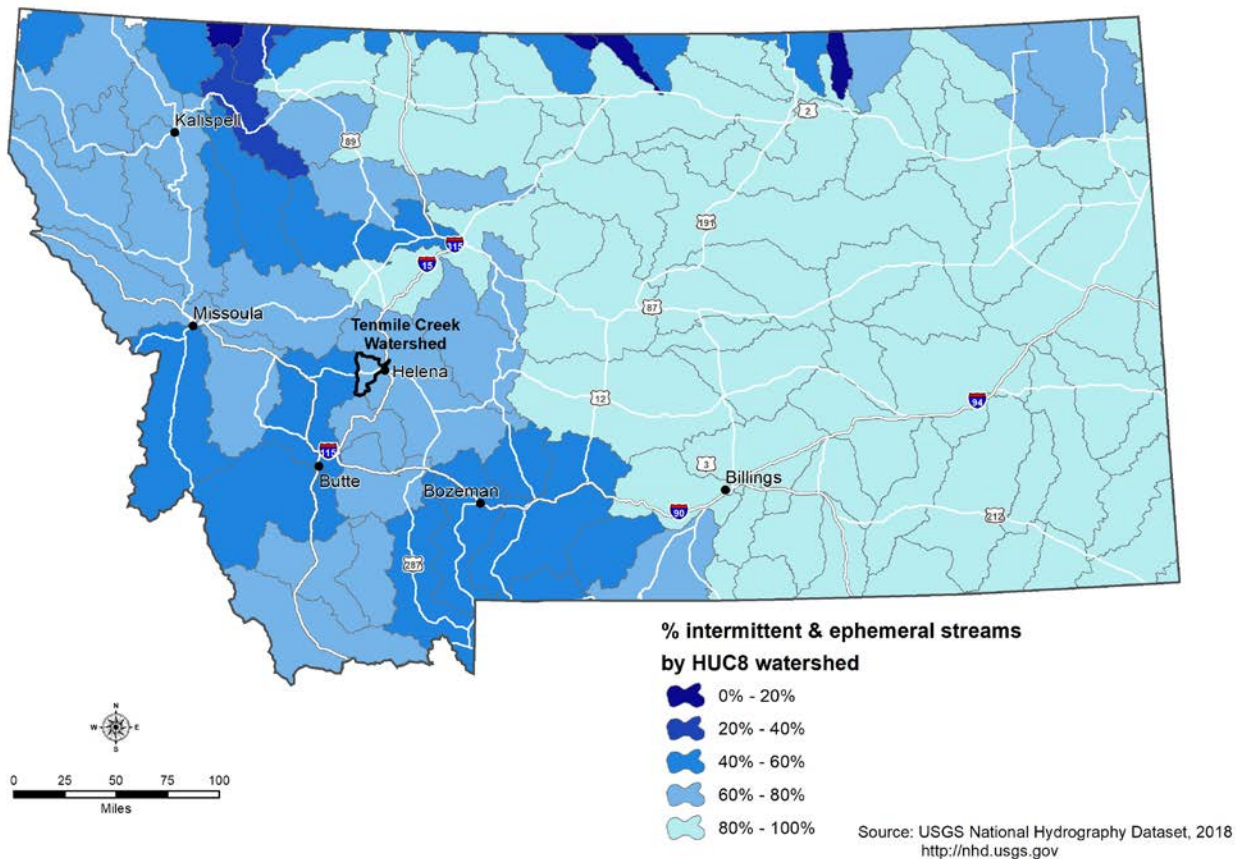 Kalispell
2
89
191
115
15
Missoula
87
Tenmile Creek
Watershed
Helena
12
94
115
3
Butte
Bozeman
Billings
90
212
287
% intermittent & ephemeral streams
by HUC8 watershed
0% - 20%
20% - 40%
40% - 60%
60% - 80%
80% - 100%
N
W
E
S
0 25 50 75 100
Miles
Source: USGS National Hydrography Dataset, 2018
http://nhd.usgs.gov